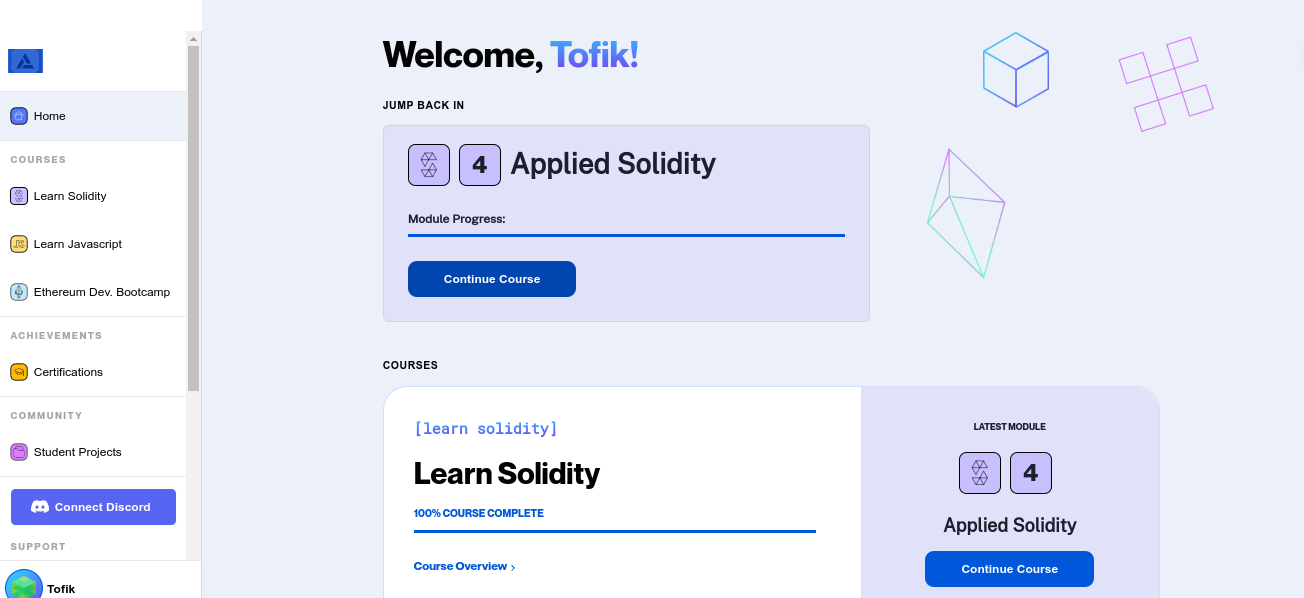 Home
COURSES
Learn Solidity
Learn Javascript
Ethereum Dev. Bootcamp
ACHIEVEMENTS
Certifications
COMMUNITY
Student Projects
Connect Discord
SUPPORT
Tofik
Welcome, Tofik!
JUMP BACK IN
4 Applied Solidity
Module Progress:
Continue Course
COURSES
[learn solidity]
Learn Solidity
100% COURSE COMPLETE
Course Overview ›
LATEST MODULE
4
Applied Solidity
Continue Course